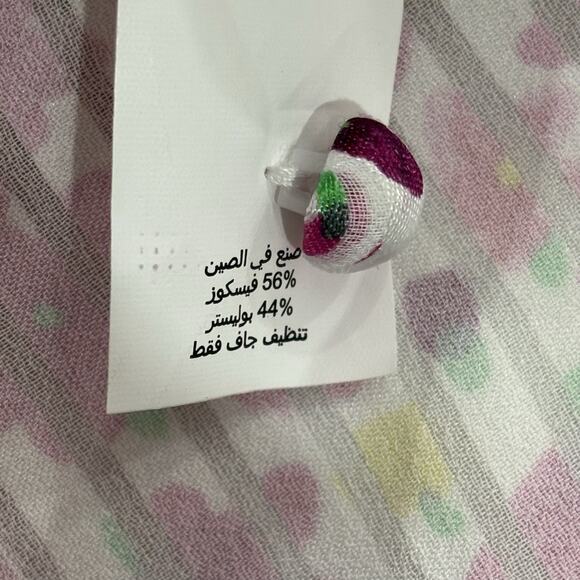 صنع في الصين
56% فيسكوز
44% بوليستر
تنظيف جاف فقط